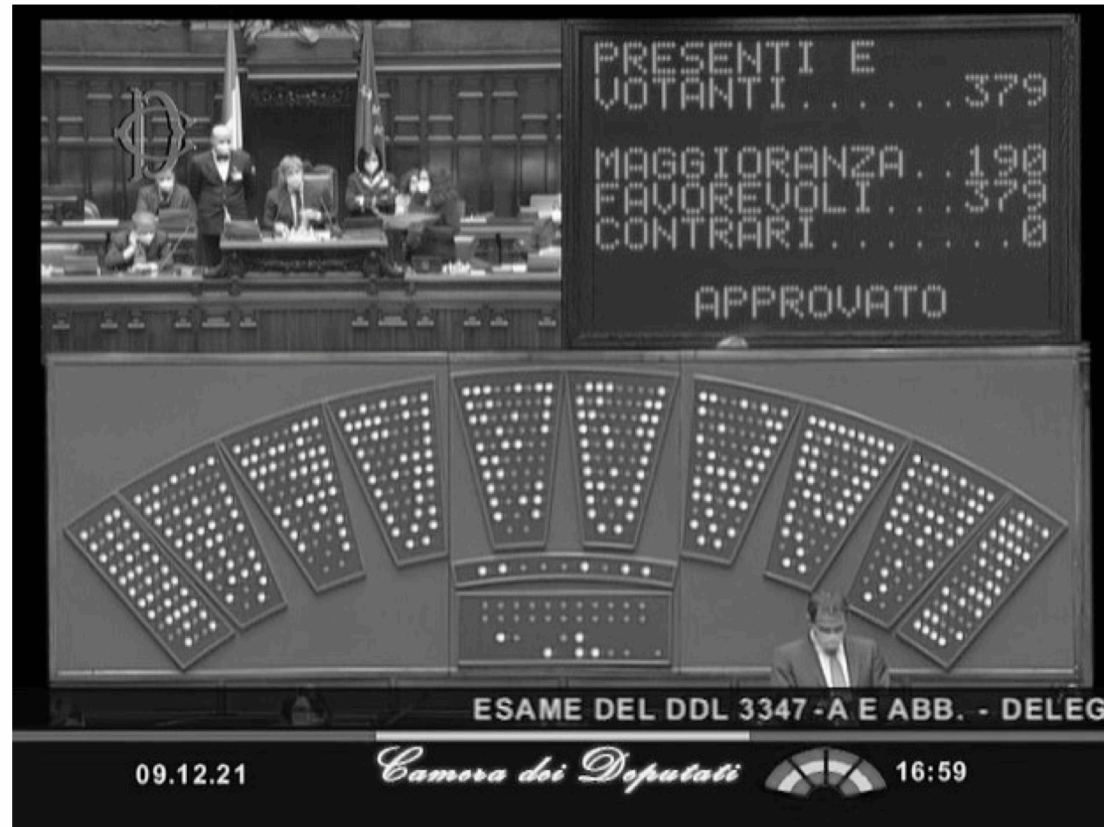 PRESENTI E
VOTANTI......379
MAGGIORANZA..190
FAVOREVOLI...379
CONTRARI.......0
APPROVATO
ESAME DEL DDL 3347-A E ABB. - DELEG
09.12.21
Camera dei Deputati
16:59